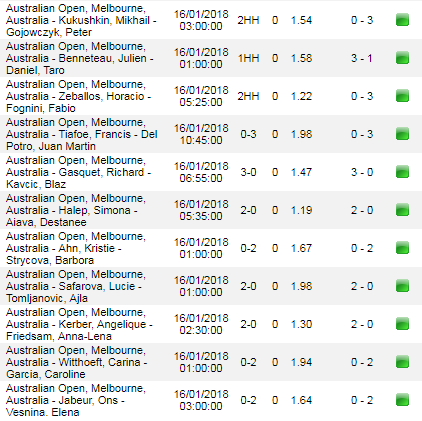 Australian Open, Melbourne, Australia - Kukushkin, Mikhail - Gojowczyk, Peter 16/01/2018 03:00:00 2HH 0 1.54 0 - 3
Australian Open, Melbourne, Australia - Benneteau, Julien - Daniel, Taro 16/01/2018 01:00:00 1HH 0 1.58 3 - 1
Australian Open, Melbourne, Australia - Zeballos, Horacio - Fognini, Fabio 16/01/2018 05:25:00 2HH 0 1.22 0 - 3
Australian Open, Melbourne, Australia - Tiafoe, Francis - Del Potro, Juan Martin 16/01/2018 10:45:00 0-3 0 1.98 0 - 3
Australian Open, Melbourne, Australia - Gasquet, Richard - Kavcic, Blaz 16/01/2018 06:55:00 3-0 0 1.47 3 - 0
Australian Open, Melbourne, Australia - Halep, Simona - Aiava, Destanee 16/01/2018 05:35:00 2-0 0 1.19 2 - 0
Australian Open, Melbourne, Australia - Ahn, Kristie - Strycova, Barbora 16/01/2018 01:00:00 0-2 0 1.67 0 - 2
Australian Open, Melbourne, Australia - Safarova, Lucie - Tomljanovic, Ajla 16/01/2018 01:00:00 2-0 0 1.98 2 - 0
Australian Open, Melbourne, Australia - Kerber, Angelique - Friedsam, Anna-Lena 16/01/2018 02:30:00 2-0 0 1.30 2 - 0
Australian Open, Melbourne, Australia - Witthoeft, Carina - Garcia, Caroline 16/01/2018 01:00:00 0-2 0 1.94 0 - 2
Australian Open, Melbourne, Australia - Jabeur, Ons - Vesnina, Elena 16/01/2018 03:00:00 0-2 0 1.64 0 - 2